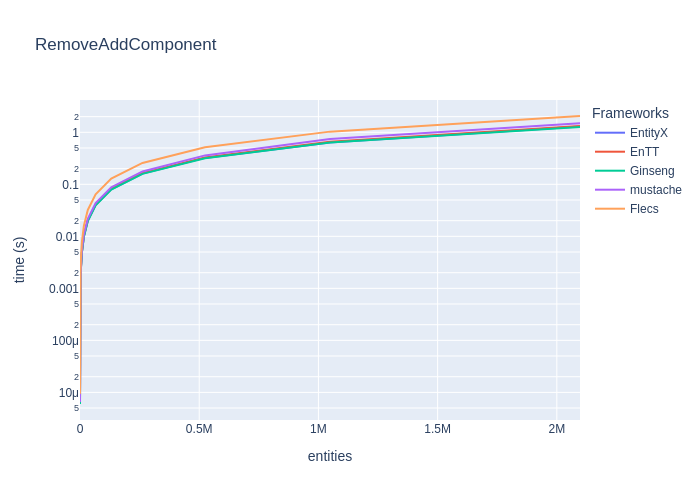 RemoveAddComponent
Frameworks
EntityX
EnTT
Ginseng
mustache
Flecs
time (s)
2
1
5
2
0.1
5
2
0.01
5
2
0.001
5
2
100μ
5
2
10μ
5
0
0.5M
1M
1.5M
2M
entities